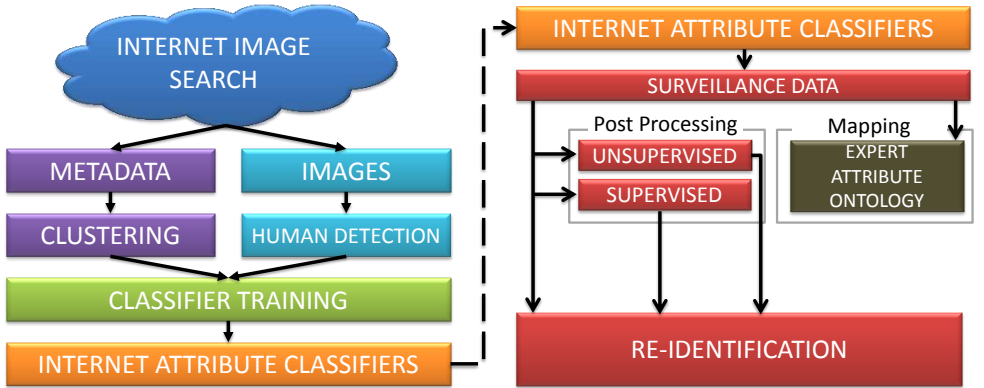 INTERNET IMAGE
SEARCH
METADATA
IMAGES
CLUSTERING
HUMAN DETECTION
CLASSIFIER TRAINING
INTERNET ATTRIBUTE CLASSIFIERS
INTERNET ATTRIBUTE CLASSIFIERS
SURVEILLANCE DATA
Post Processing
UNSUPERVISED
SUPERVISED
Mapping
EXPERT
ATTRIBUTE
ONTOLOGY
RE-IDENTIFICATION